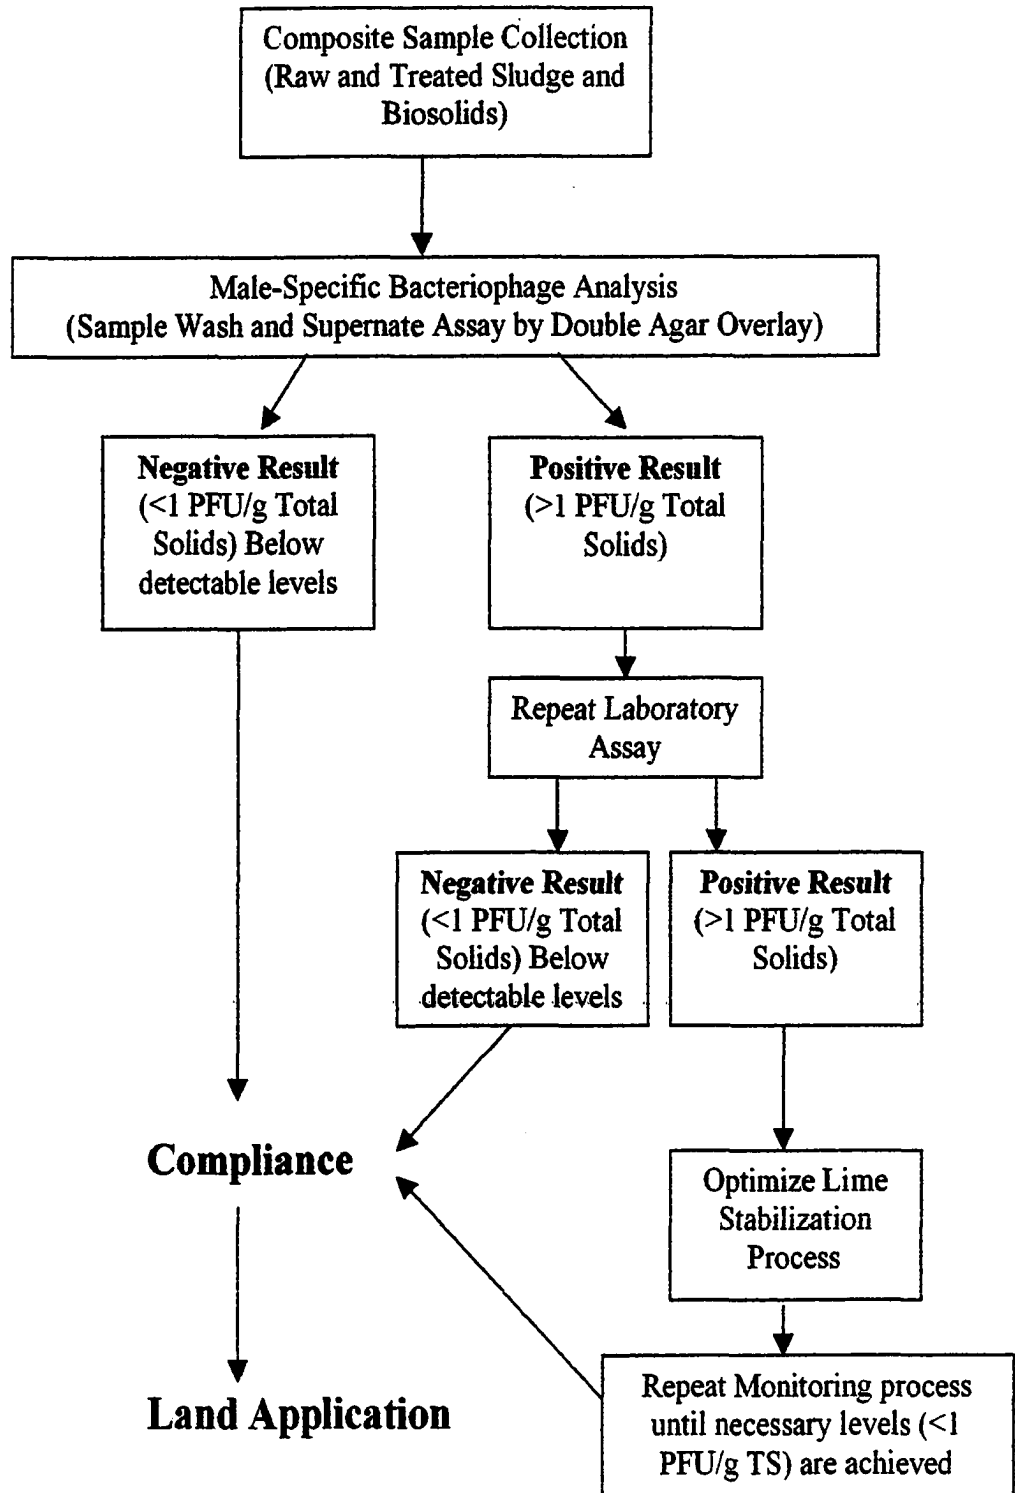 Composite Sample Collection
(Raw and Treated Sludge and
Biosolids)
Male-Specific Bacteriophage Analysis
(Sample Wash and Supernate Assay by Double Agar Overlay)
Negative Result
(<1 PFU/g Total
Solids) Below
detectable levels
Positive Result
(>1 PFU/g Total
Solids)
Repeat Laboratory
Assay
Negative Result
(<1 PFU/g Total
Solids) Below
detectable levels
Positive Result
(>1 PFU/g Total
Solids)
Compliance
Optimize Lime
Stabilization
Process
Land Application
Repeat Monitoring process
until necessary levels (<1
PFU/g TS) are achieved